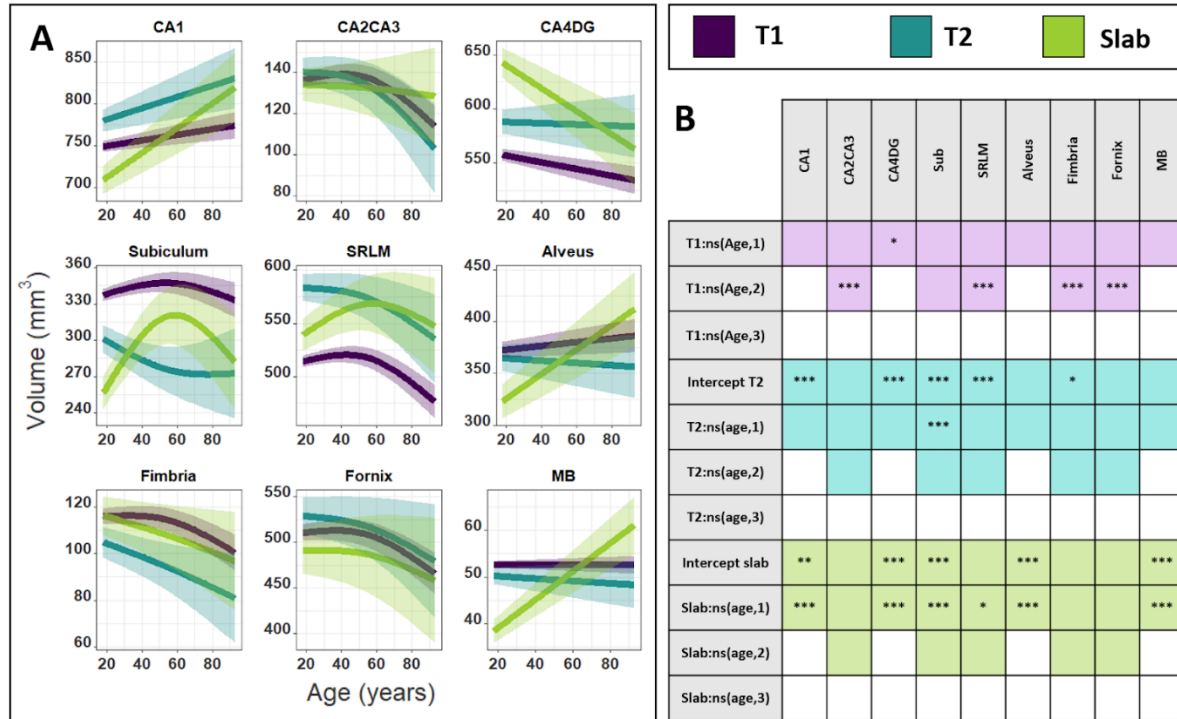 A
CA1
CA2CA3
CA4DG
850
800
750
700
140
120
100
80
650
600
550
20 40 60 80
20 40 60 80
20 40 60 80
Subiculum
SRLM
Alveus
360
330
300
270
240
600
550
500
450
400
350
300
20 40 60 80
20 40 60 80
20 40 60 80
Fimbria
Fornix
MB
120
100
80
60
550
500
450
400
60
50
40
20 40 60 80
20 40 60 80
20 40 60 80
Volume (mm³)
Age (years)
T1 T2 Slab
B
CA1 CA2CA3 CA4DG Sub SRLM Alveus Fimbria Fornix MB
T1:ns(Age,1) *
T1:ns(Age,2) *** *** *** ***
T1:ns(Age,3)
Intercept T2 *** *** *** *** *
T2:ns(age,1) ***
T2:ns(age,2)
T2:ns(age,3)
Intercept slab ** *** *** *** ***
Slab:ns(age,1) *** *** *** * *** ***
Slab:ns(age,2)
Slab:ns(age,3)